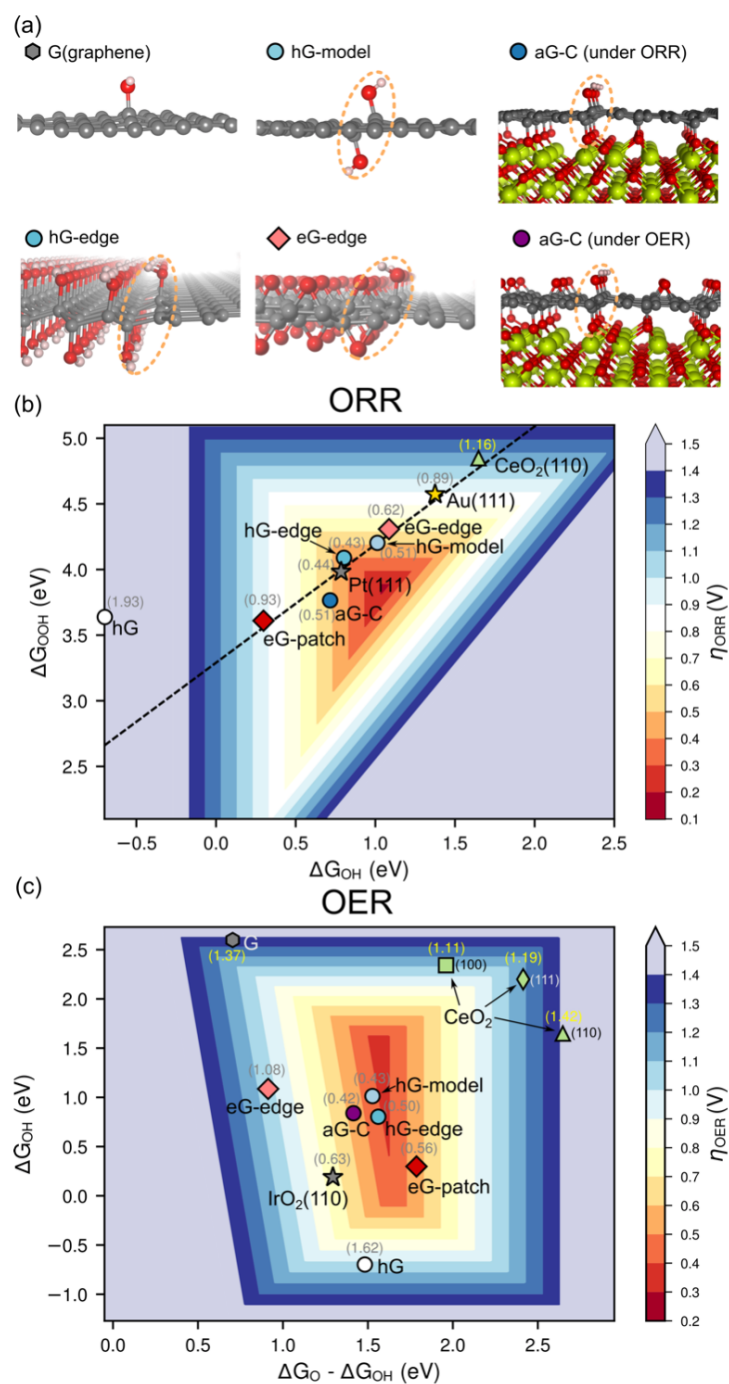 (a)
G(graphene) hG-model aG-C (under ORR)
hG-edge eG-edge aG-C (under OER)
(b)
ORR
5.0
4.5
4.0
3.5
3.0
2.5
ΔG_OOH (eV)
(1.16)
CeO₂(110)
(0.89)
Au(111)
(0.62)
hG-edge eG-edge
(0.43) hG-model
(0.51)
(0.44) Pt(111)
(0.51) aG-C
(0.93)
eG-patch
(1.93)
hG
−0.5 0.0 0.5 1.0 1.5 2.0 2.5
ΔG_OH (eV)
1.5
1.4
1.3
1.2
1.1
1.0
0.9
0.8
0.7
0.6
0.5
0.4
0.3
0.2
0.1
η_ORR (V)
(c)
OER
2.5
2.0
1.5
1.0
0.5
0.0
−0.5
−1.0
ΔG_OH (eV)
G
(1.37)
(1.11)
(100)
(1.19)
(111)
CeO₂
(1.42)
(110)
(1.08)
eG-edge
(0.43)
hG-model
(0.42) (0.50)
aG-C hG-edge
(0.63)
IrO₂(110)
(0.56)
eG-patch
(1.62)
hG
0.0 0.5 1.0 1.5 2.0 2.5
ΔG_O - ΔG_OH (eV)
1.5
1.4
1.3
1.2
1.1
1.0
0.9
0.8
0.7
0.6
0.5
0.4
0.3
0.2
η_OER (V)